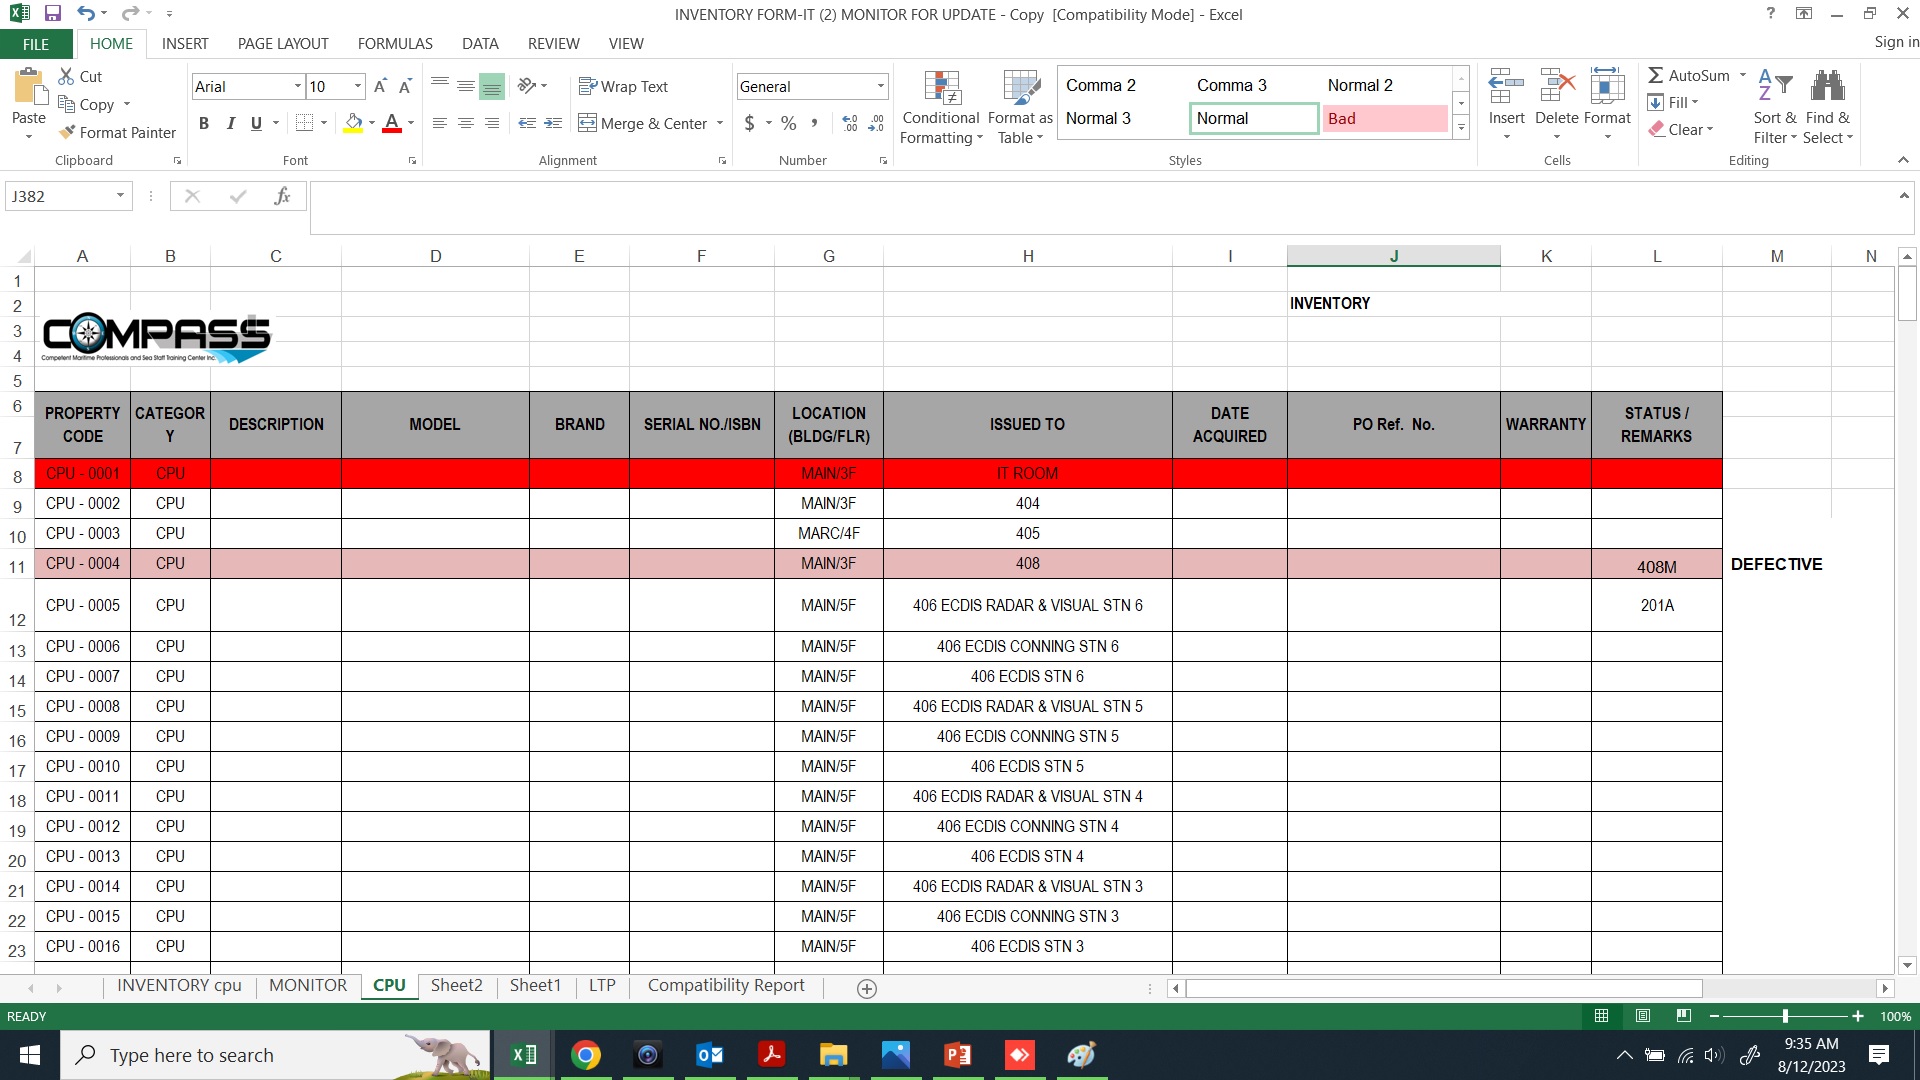 INVENTORY FORM-IT (2) MONITOR FOR UPDATE - Copy [Compatibility Mode] - Excel
FILE HOME INSERT PAGE LAYOUT FORMULAS DATA REVIEW VIEW Sign in
Paste Cut Copy Format Painter Clipboard
Arial 10 B I U A A A Font
Wrap Text Merge & Center Alignment
General $ % , Number
Conditional Formatting Format as Table
Comma 2 Comma 3 Normal 2
Normal 3 Normal Bad
Styles
Insert Delete Format Cells
AutoSum Fill Clear Sort & Filter Find & Select Editing
J382 fx
A B C D E F G H I J K L M N
1
2 INVENTORY
3 COMPASS
4 Competent Maritime Professionals and Sea Staff Training Center Inc.
5
6
7
PROPERTY CODE CATEGORY DESCRIPTION MODEL BRAND SERIAL NO./ISBN LOCATION (BLDG/FLR) ISSUED TO DATE ACQUIRED PO Ref. No. WARRANTY STATUS / REMARKS
8 CPU - 0001 CPU MAIN/3F IT ROOM
9 CPU - 0002 CPU MAIN/3F 404
10 CPU - 0003 CPU MARC/4F 405
11 CPU - 0004 CPU MAIN/3F 408 408M DEFECTIVE
12 CPU - 0005 CPU MAIN/5F 406 ECDIS RADAR & VISUAL STN 6 201A
13 CPU - 0006 CPU MAIN/5F 406 ECDIS CONNING STN 6
14 CPU - 0007 CPU MAIN/5F 406 ECDIS STN 6
15 CPU - 0008 CPU MAIN/5F 406 ECDIS RADAR & VISUAL STN 5
16 CPU - 0009 CPU MAIN/5F 406 ECDIS CONNING STN 5
17 CPU - 0010 CPU MAIN/5F 406 ECDIS STN 5
18 CPU - 0011 CPU MAIN/5F 406 ECDIS RADAR & VISUAL STN 4
19 CPU - 0012 CPU MAIN/5F 406 ECDIS CONNING STN 4
20 CPU - 0013 CPU MAIN/5F 406 ECDIS STN 4
21 CPU - 0014 CPU MAIN/5F 406 ECDIS RADAR & VISUAL STN 3
22 CPU - 0015 CPU MAIN/5F 406 ECDIS CONNING STN 3
23 CPU - 0016 CPU MAIN/5F 406 ECDIS STN 3
INVENTORY cpu MONITOR CPU Sheet2 Sheet1 LTP Compatibility Report
READY 100%
Type here to search
9:35 AM
8/12/2023